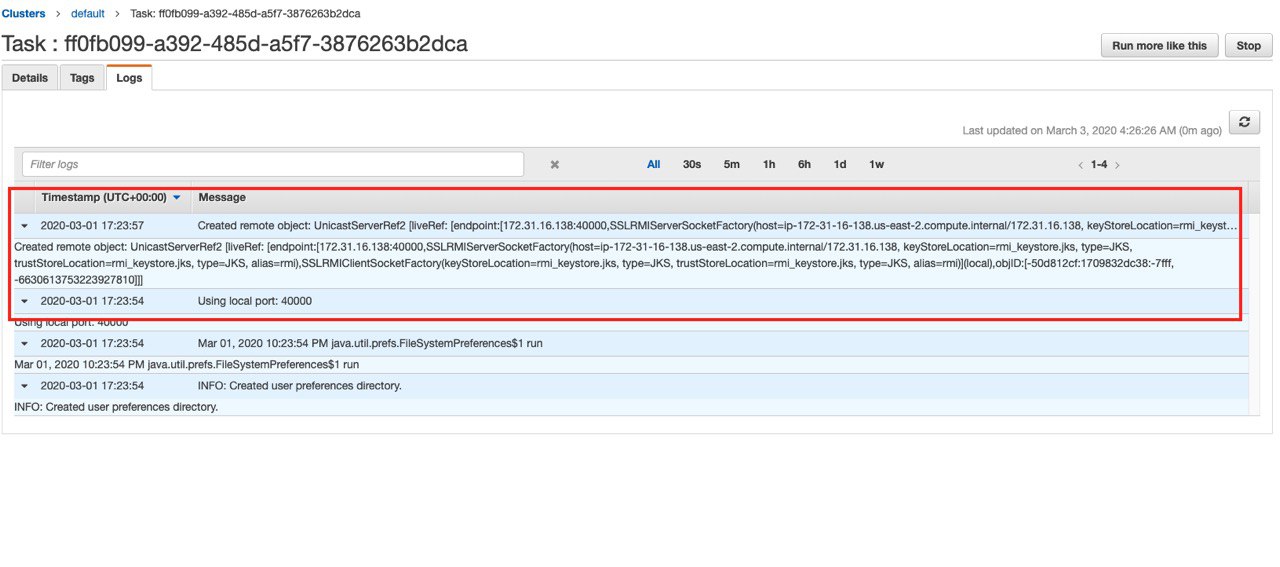 Clusters > default > Task: ff0fb099-a392-485d-a5f7-3876263b2dca
Task : ff0fb099-a392-485d-a5f7-3876263b2dca
Run more like this
Stop
Details
Tags
Logs
Last updated on March 3, 2020 4:26:26 AM (0m ago)
Filter logs
All 30s 5m 1h 6h 1d 1w
< 1-4 >
Timestamp (UTC+00:00) Message
2020-03-01 17:23:57 Created remote object: UnicastServerRef2 [liveRef: [endpoint:[172.31.16.138:40000,SSLRMIServerSocketFactory(host=ip-172-31-16-138.us-east-2.compute.internal/172.31.16.138, keyStoreLocation=rmi_keyst...
Created remote object: UnicastServerRef2 [liveRef: [endpoint:[172.31.16.138:40000,SSLRMIServerSocketFactory(host=ip-172-31-16-138.us-east-2.compute.internal/172.31.16.138, keyStoreLocation=rmi_keystore.jks, type=JKS,
trustStoreLocation=rmi_keystore.jks, type=JKS, alias=rmi),SSLRMIClientSocketFactory(keyStoreLocation=rmi_keystore.jks, type=JKS, trustStoreLocation=rmi_keystore.jks, type=JKS, alias=rmi)](local),objID:[-50d812cf:1709832dc38:-7fff,
-6630613753223927810]]]
2020-03-01 17:23:54 Using local port: 40000
Using local port: 40000
2020-03-01 17:23:54 Mar 01, 2020 10:23:54 PM java.util.prefs.FileSystemPreferences$1 run
Mar 01, 2020 10:23:54 PM java.util.prefs.FileSystemPreferences$1 run
2020-03-01 17:23:54 INFO: Created user preferences directory.
INFO: Created user preferences directory.